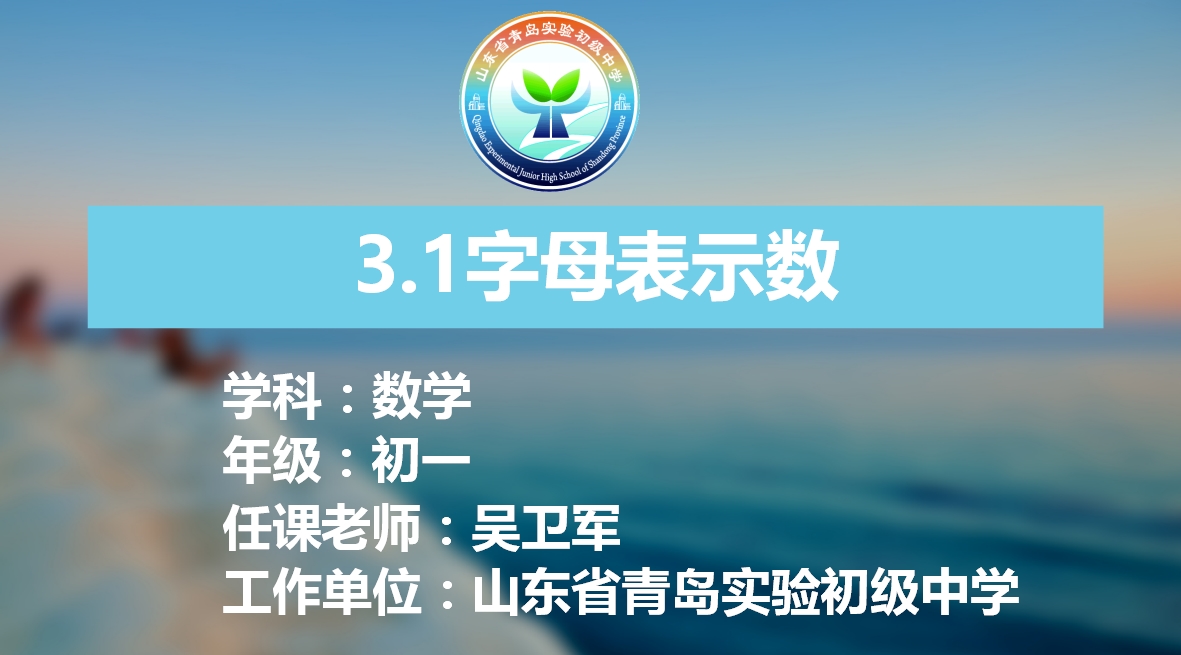 山东省青岛实验初级中学
Qingdao Experimental Junior High School of Shandong Province
3.1字母表示数
学科：数学
年级：初一
任课老师：吴卫军
工作单位：山东省青岛实验初级中学